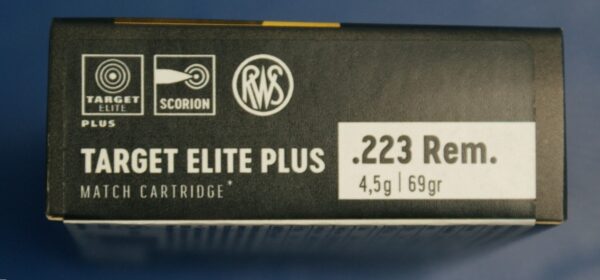 TARGET
ELITE
PLUS
SCORION
RWS
TARGET ELITE PLUS
MATCH CARTRIDGE*
.223 Rem.
4,5g | 69gr